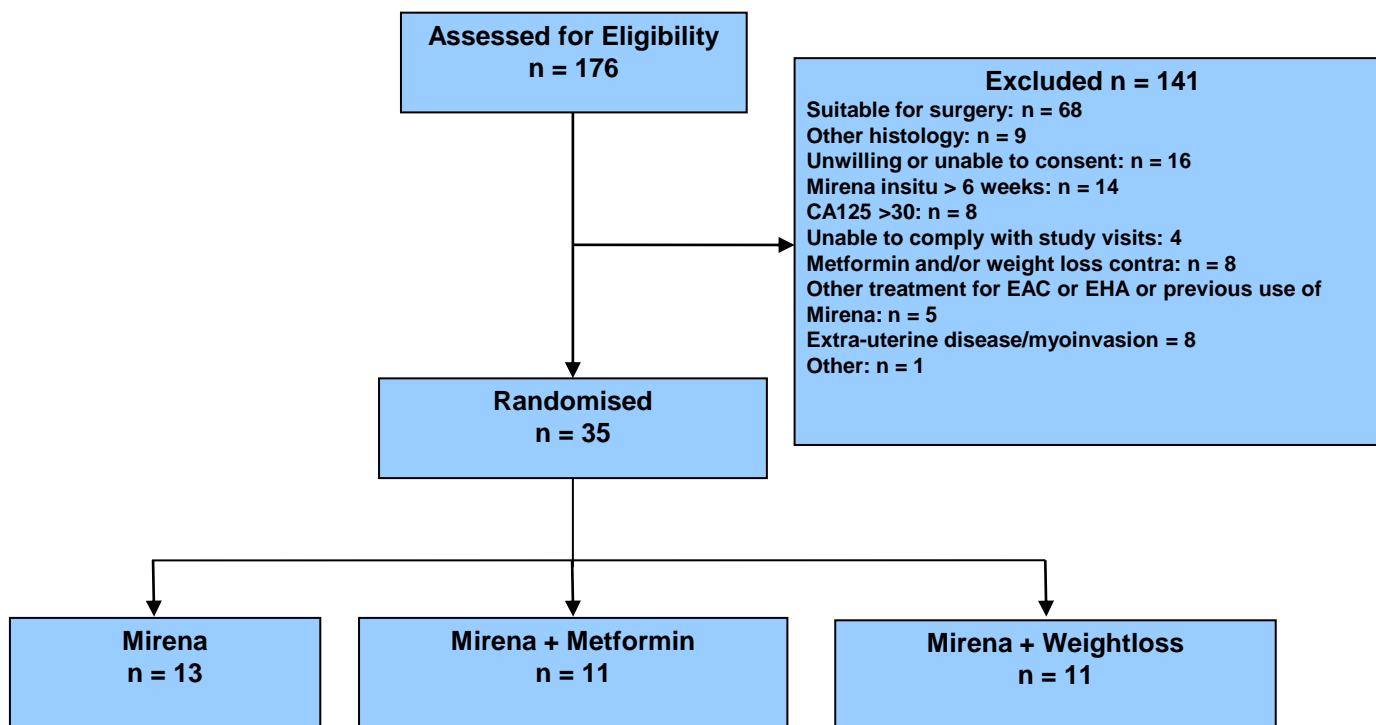 Assessed for Eligibility
n = 176
Excluded n = 141
Suitable for surgery: n = 68
Other histology: n = 9
Unwilling or unable to consent: n = 16
Mirena insitu > 6 weeks: n = 14
CA125 >30: n = 8
Unable to comply with study visits: 4
Metformin and/or weight loss contra: n = 8
Other treatment for EAC or EHA or previous use of
Mirena: n = 5
Extra-uterine disease/myoinvasion = 8
Other: n = 1
Randomised
n = 35
Mirena
n = 13
Mirena + Metformin
n = 11
Mirena + Weightloss
n = 11